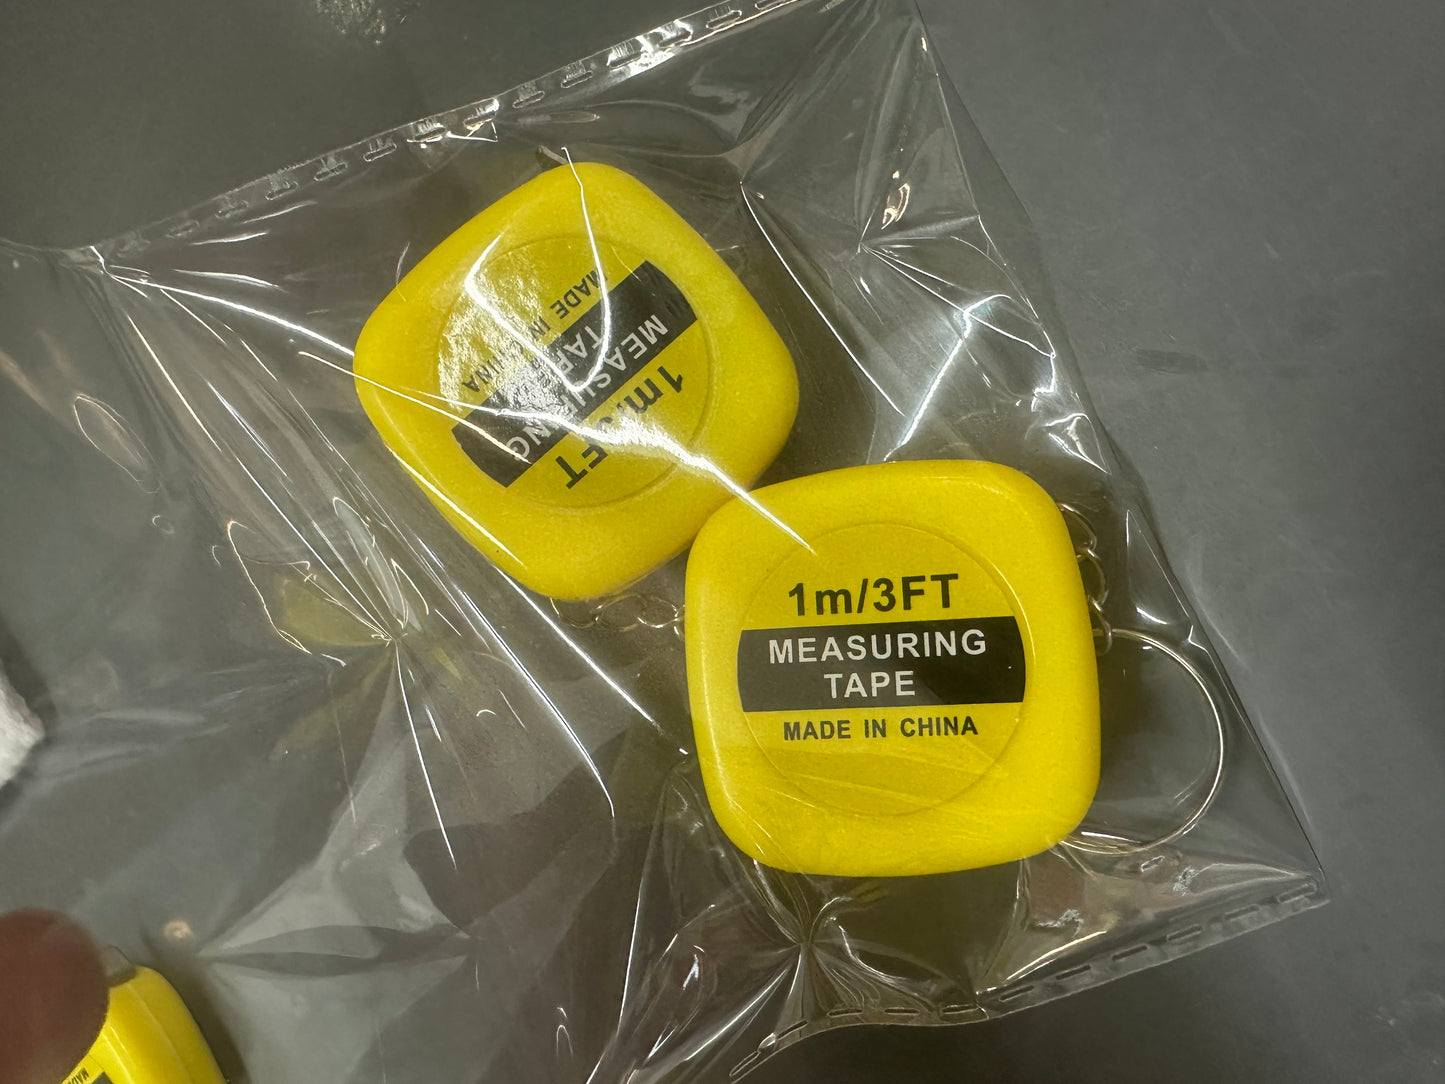 MADE IN CHINA
MEASURING
TAPE
1m/3FT
1m/3FT
MEASURING
TAPE
MADE IN CHINA